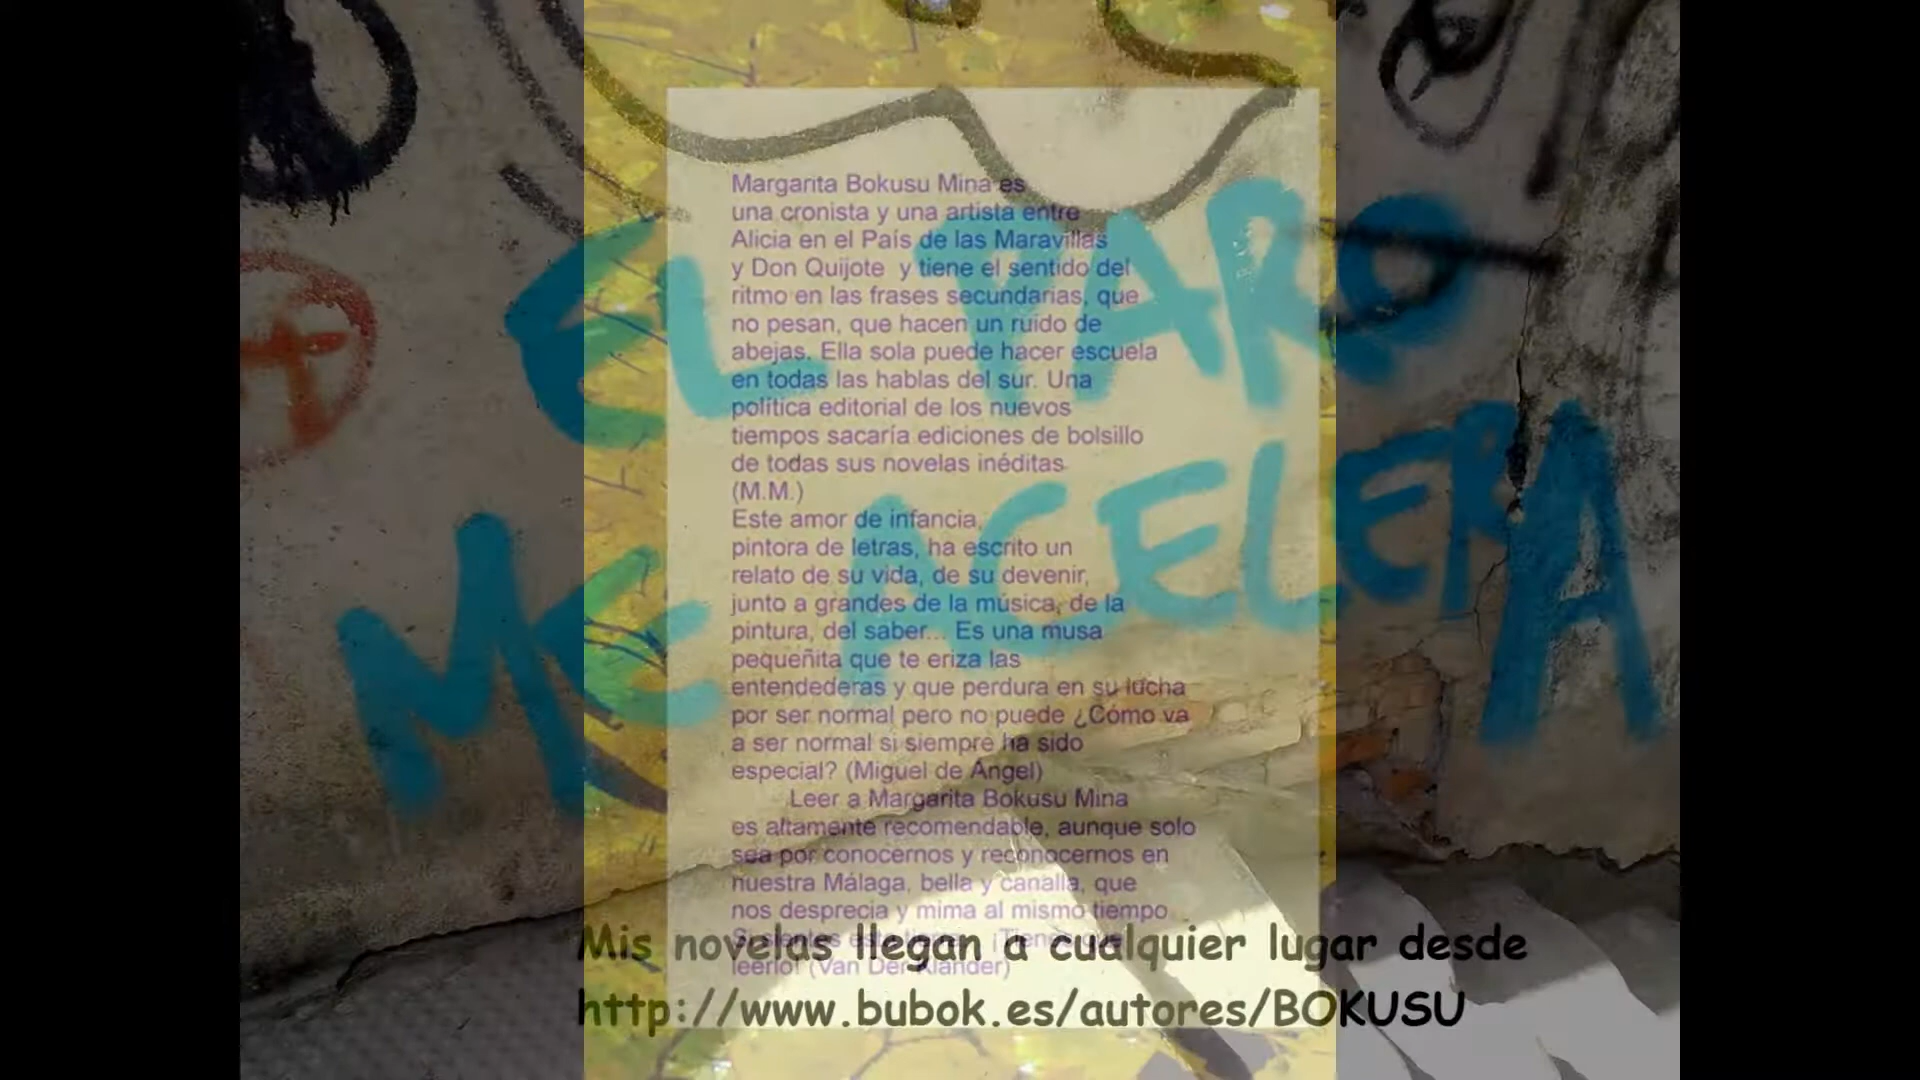 EL PARO
ME ACELERA
Margarita Bokusu Mina es
una cronista y una artista entre
Alicia en el País de las Maravillas
y Don Quijote y tiene el sentido del
ritmo en las frases secundarias, que
no pesan, que hacen un ruido de
abejas. Ella sola puede hacer escuela
en todas las hablas del sur. Una
política editorial de los nuevos
tiempos sacaría ediciones de bolsillo
de todas sus novelas inéditas
(M.M.)
Este amor de infancia,
pintora de letras, ha escrito un
relato de su vida, de su devenir,
junto a grandes de la música, de la
pintura, del saber... Es una musa
pequeñita que te eriza las
entendederas y que perdura en su lucha
por ser normal pero no puede ¿Cómo va
a ser normal si siempre ha sido
especial? (Miguel de Ángel)
Leer a Margarita Bokusu Mina
es altamente recomendable, aunque solo
sea por conocernos y reconocernos en
nuestra Málaga, bella y canalla, que
nos desprecia y mima al mismo tiempo
leerlo! (Van Der Klander)
Mis novelas llegan a cualquier lugar desde
http://www.bubok.es/autores/BOKUSU